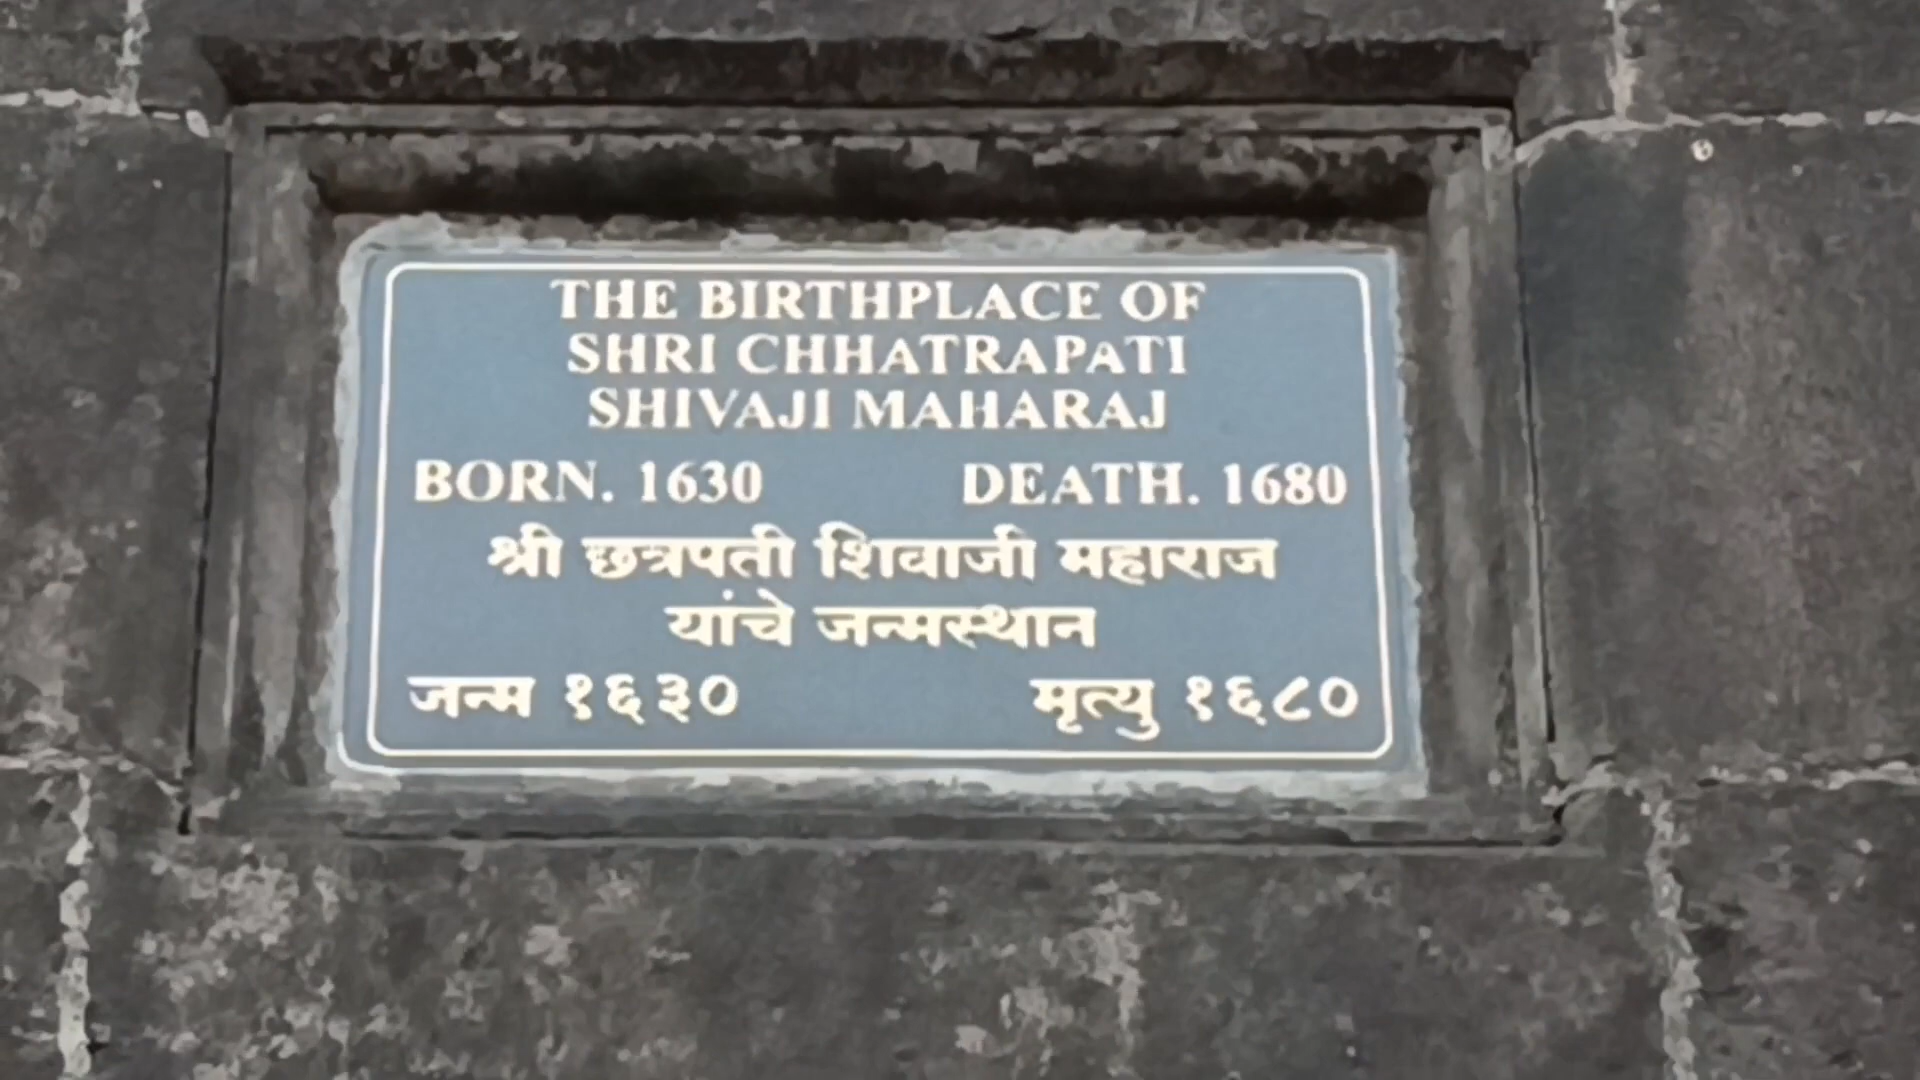 THE BIRTHPLACE OF
SHRI CHHATRAPATI
SHIVAJI MAHARAJ
BORN. 1630 DEATH. 1680
श्री छत्रपती शिवाजी महाराज
यांचे जन्मस्थान
जन्म १६३० मृत्यु १६८०